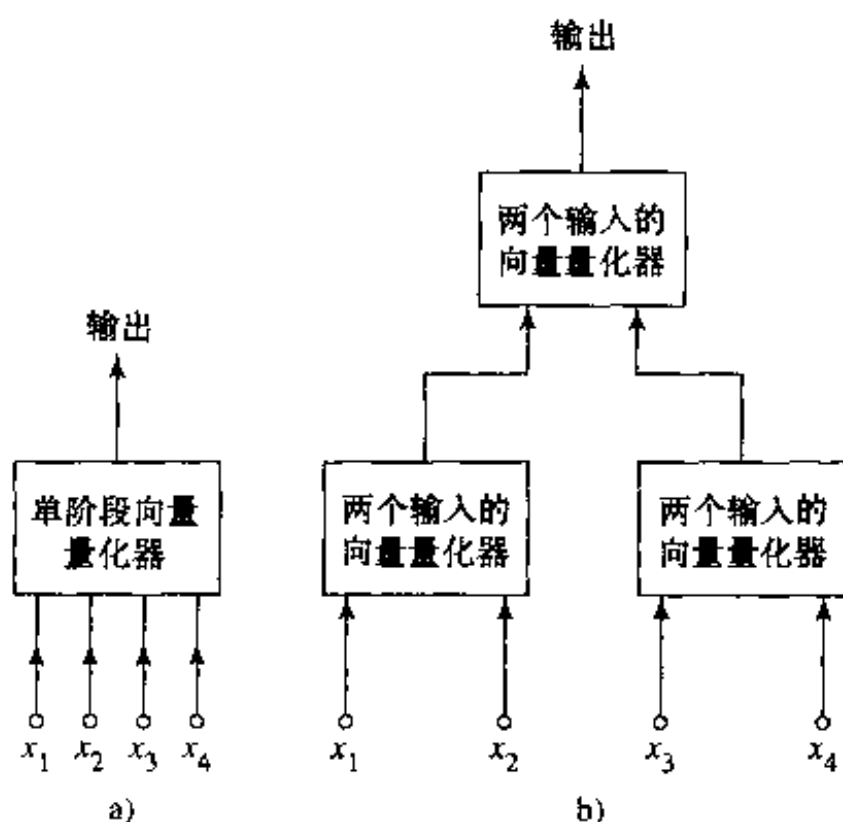 输出
两个输入的
向量量化器
输出
单阶段向量
量化器
两个输入的
向量量化器
两个输入的
向量量化器
x₁ x₂ x₃ x₄
x₁ x₂ x₃ x₄
a) b)